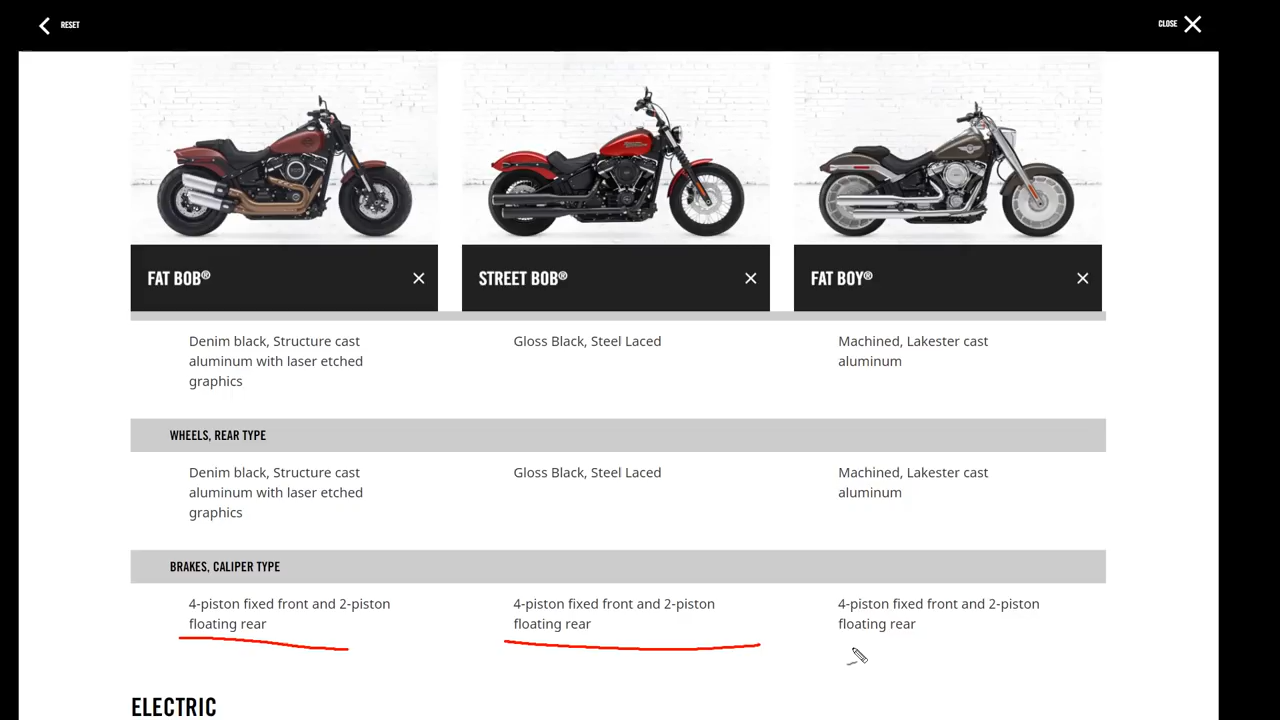 RESET
CLOSE
FAT BOB®
STREET BOB®
FAT BOY®
Denim black, Structure cast
aluminum with laser etched
graphics
Gloss Black, Steel Laced
Machined, Lakester cast
aluminum
WHEELS, REAR TYPE
Denim black, Structure cast
aluminum with laser etched
graphics
Gloss Black, Steel Laced
Machined, Lakester cast
aluminum
BRAKES, CALIPER TYPE
4-piston fixed front and 2-piston
floating rear
4-piston fixed front and 2-piston
floating rear
4-piston fixed front and 2-piston
floating rear
ELECTRIC